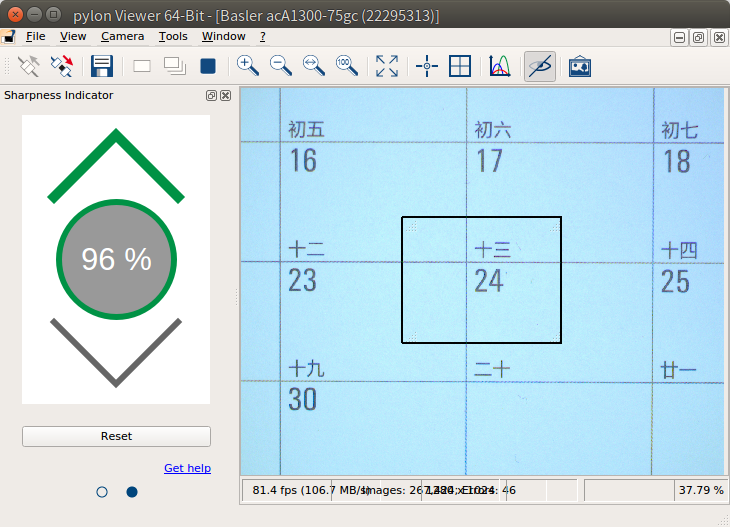 pylon Viewer 64-Bit - [Basler acA1300-75gc (22295313)]
File View Camera Tools Window ?
100
Sharpness Indicator
96 %
Reset
Get help
初五 初六 初七
16 17 18
十二 十三 十四
23 24 25
十九 二十 廿一
30
81.4 fps (106.7 MB/s) Images: Errors: 46 37.79 %